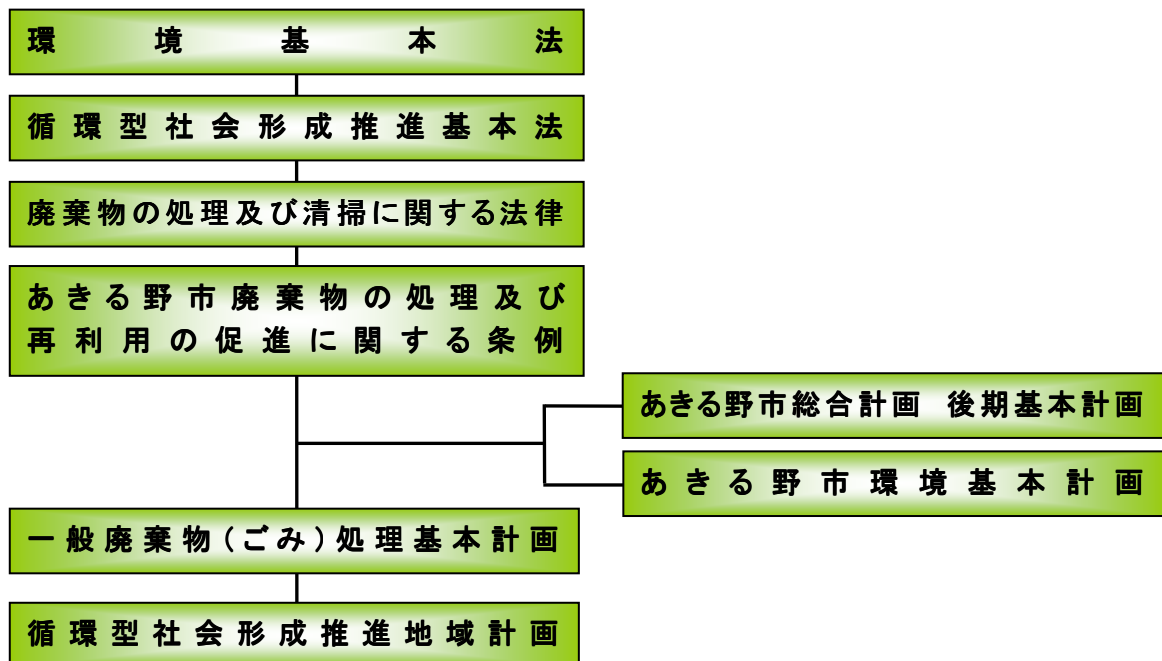 環境基本法
循環型社会形成推進基本法
廃棄物の処理及び清掃に関する法律
あきる野市廃棄物の処理及び
再利用の促進に関する条例
あきる野市総合計画　後期基本計画
あきる野市環境基本計画
一般廃棄物(ごみ)処理基本計画
循環型社会形成推進地域計画